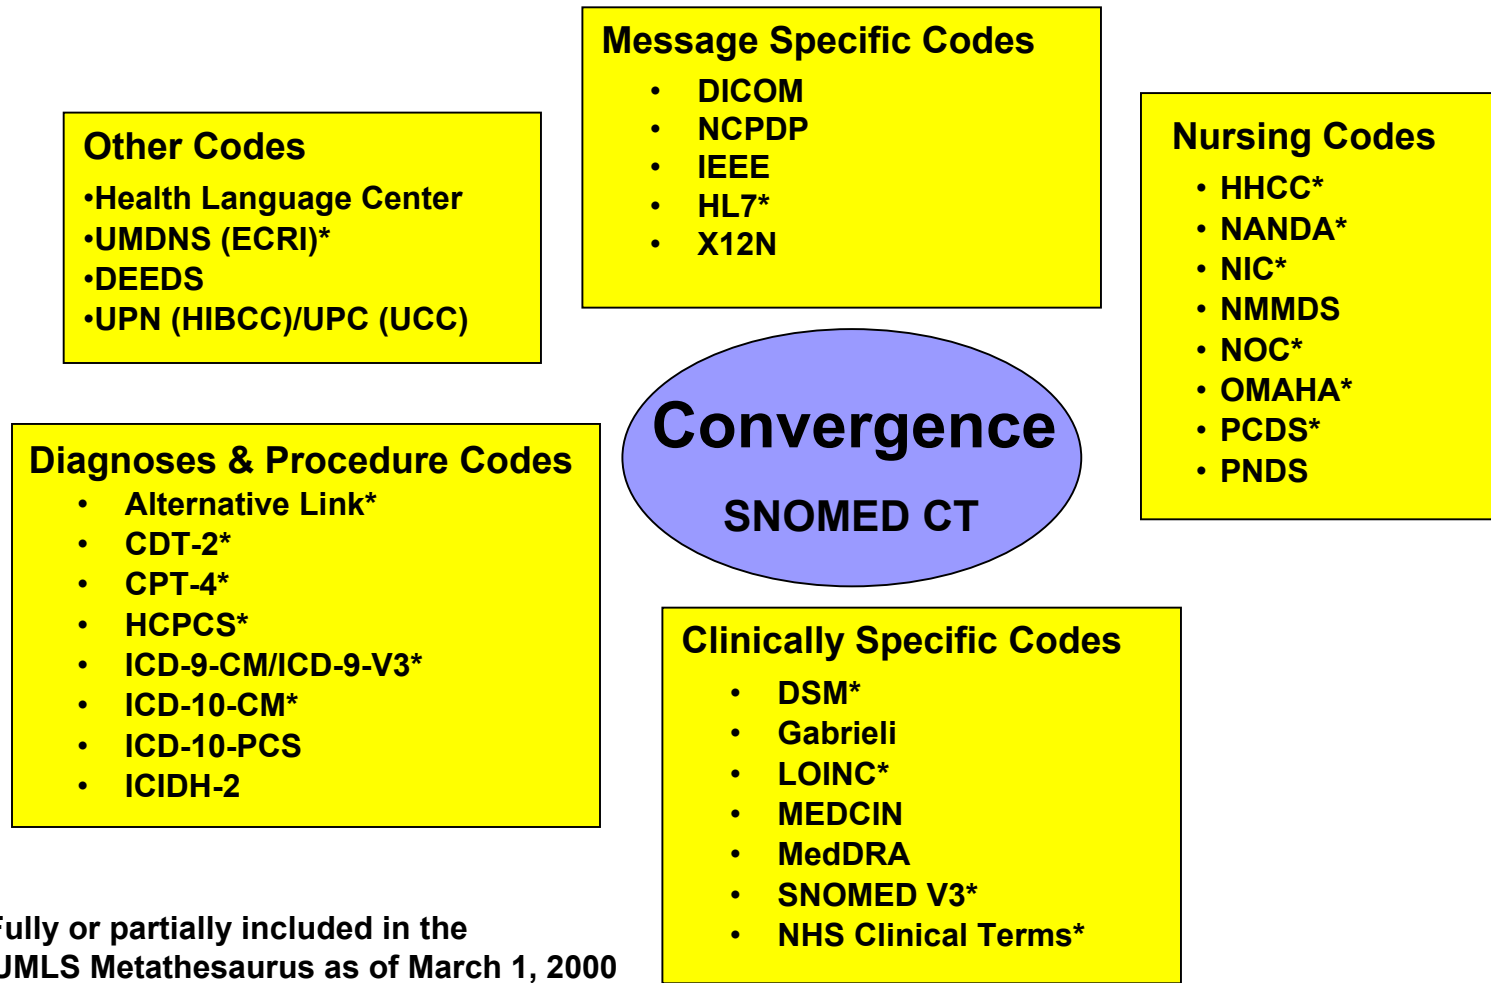 Message Specific Codes
• DICOM
• NCPDP
• IEEE
• HL7*
• X12N
Other Codes
•Health Language Center
•UMDNS (ECRI)*
•DEEDS
•UPN (HIBCC)/UPC (UCC)
Nursing Codes
• HHCC*
• NANDA*
• NIC*
• NMMDS
• NOC*
• OMAHA*
• PCDS*
• PNDS
Convergence
SNOMED CT
Diagnoses & Procedure Codes
• Alternative Link*
• CDT-2*
• CPT-4*
• HCPCS*
• ICD-9-CM/ICD-9-V3*
• ICD-10-CM*
• ICD-10-PCS
• ICIDH-2
Clinically Specific Codes
• DSM*
• Gabrieli
• LOINC*
• MEDCIN
• MedDRA
• SNOMED V3*
• NHS Clinical Terms*
Fully or partially included in the
UMLS Metathesaurus as of March 1, 2000